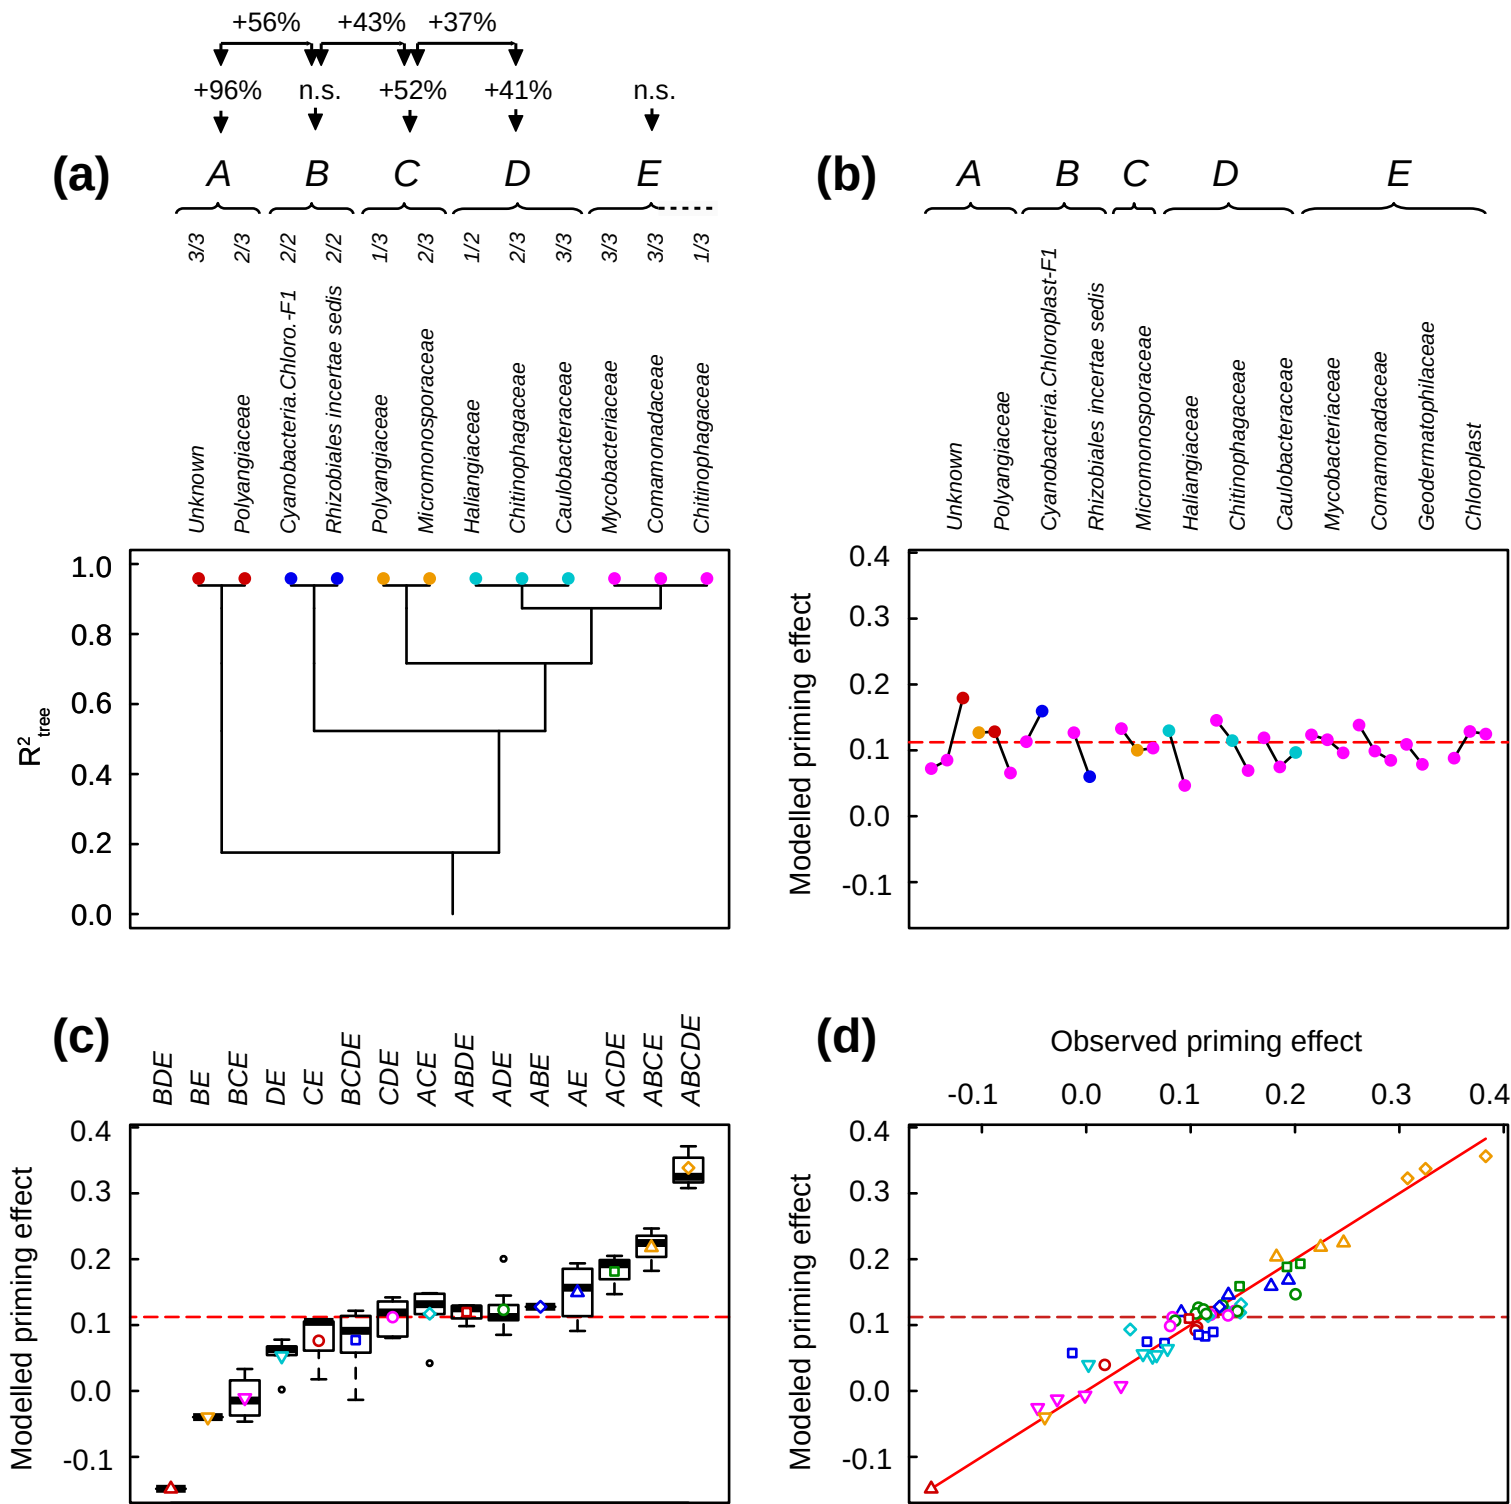 +56% +43% +37%
+96% n.s. +52% +41% n.s.
(a) A B C D E
3/3 2/3 2/2 2/2 1/3 2/3 1/2 2/3 3/3 3/3 3/3 1/3
Unknown
Polyangiaceae
Cyanobacteria.Chloro.-F1
Rhizobiales incertae sedis
Polyangiaceae
Micromonosporaceae
Haliangiaceae
Chitinophagaceae
Caulobacteraceae
Mycobacteriaceae
Comamonadaceae
Chitinophagaceae
R²tree
1.0
0.8
0.6
0.4
0.2
0.0
(b) A B C D E
Unknown
Polyangiaceae
Cyanobacteria.Chloroplast-F1
Rhizobiales incertae sedis
Micromonosporaceae
Haliangiaceae
Chitinophagaceae
Caulobacteraceae
Mycobacteriaceae
Comamonadaceae
Geodermatophilaceae
Chloroplast
Modelled priming effect
0.4
0.3
0.2
0.1
0.0
-0.1
(c)
BDE
BE
BCE
DE
CE
BCDE
CDE
ACE
ABDE
ADE
ABE
AE
ACDE
ABCE
ABCDE
Modelled priming effect
0.4
0.3
0.2
0.1
0.0
-0.1
(d) Observed priming effect
-0.1 0.0 0.1 0.2 0.3 0.4
Modeled priming effect
0.4
0.3
0.2
0.1
0.0
-0.1